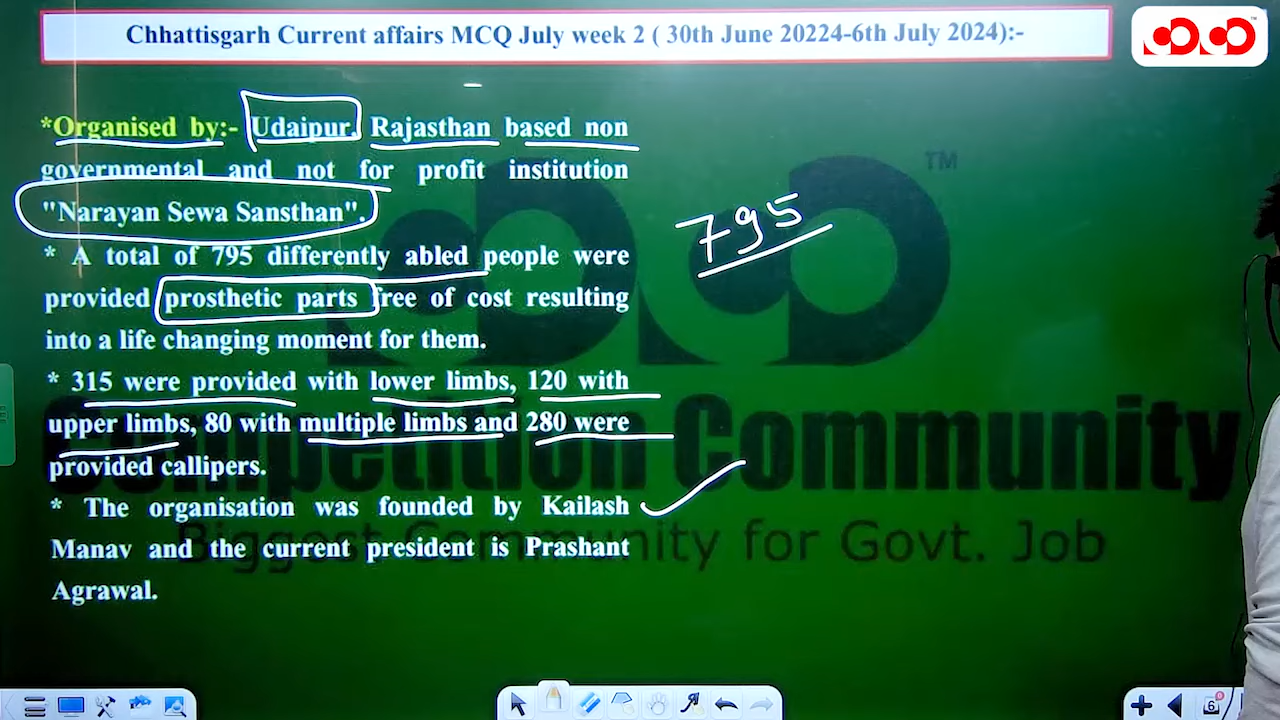 Chhattisgarh Current affairs MCQ July week 2 ( 30th June 20224-6th July 2024):-
*Organised by:- Udaipur, Rajasthan based non
governmental and not for profit institution
"Narayan Sewa Sansthan".
* A total of 795 differently abled people were
provided prosthetic parts free of cost resulting
into a life changing moment for them.
* 315 were provided with lower limbs, 120 with
upper limbs, 80 with multiple limbs and 280 were
provided callipers.
* The organisation was founded by Kailash
Manav and the current president is Prashant
Agrawal.
795
TM
Competition Community
Biggest Community for Govt. Job
6